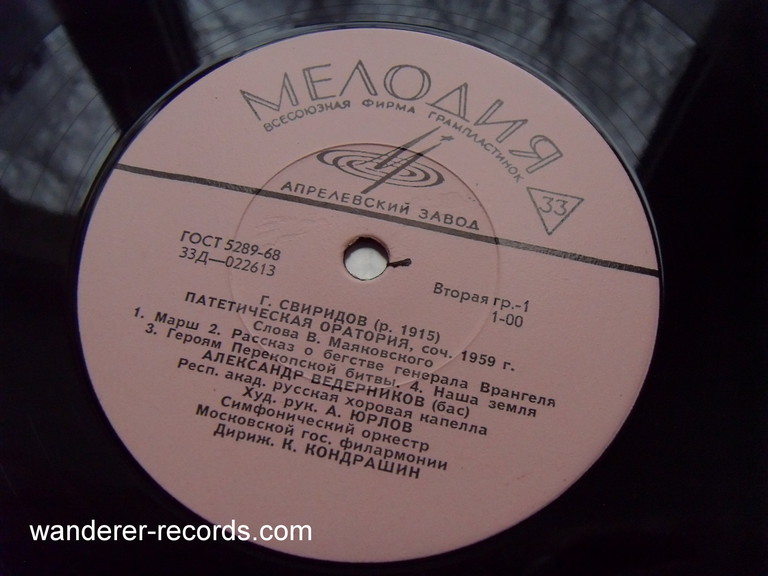 МЕЛОДИЯ
ВСЕСОЮЗНАЯ ФИРМА ГРАМПЛАСТИНОК
33
АПРЕЛЕВСКИЙ ЗАВОД
ГОСТ 5289-68
33Д—022613
Вторая гр.-1
1-00
Г. СВИРИДОВ (р. 1915)
ПАТЕТИЧЕСКАЯ ОРАТОРИЯ, соч. 1959 г.
Слова В. Маяковского
1. Марш 2. Рассказ о бегстве генерала Врангеля
3. Героям Перекопской битвы. 4. Наша земля
АЛЕКСАНДР ВЕДЕРНИКОВ (бас)
Респ. акад. русская хоровая капелла
Худ. рук. А. ЮРЛОВ
Симфонический оркестр
Московской гос. филармонии
Дириж. К. КОНДРАШИН
wanderer-records.com